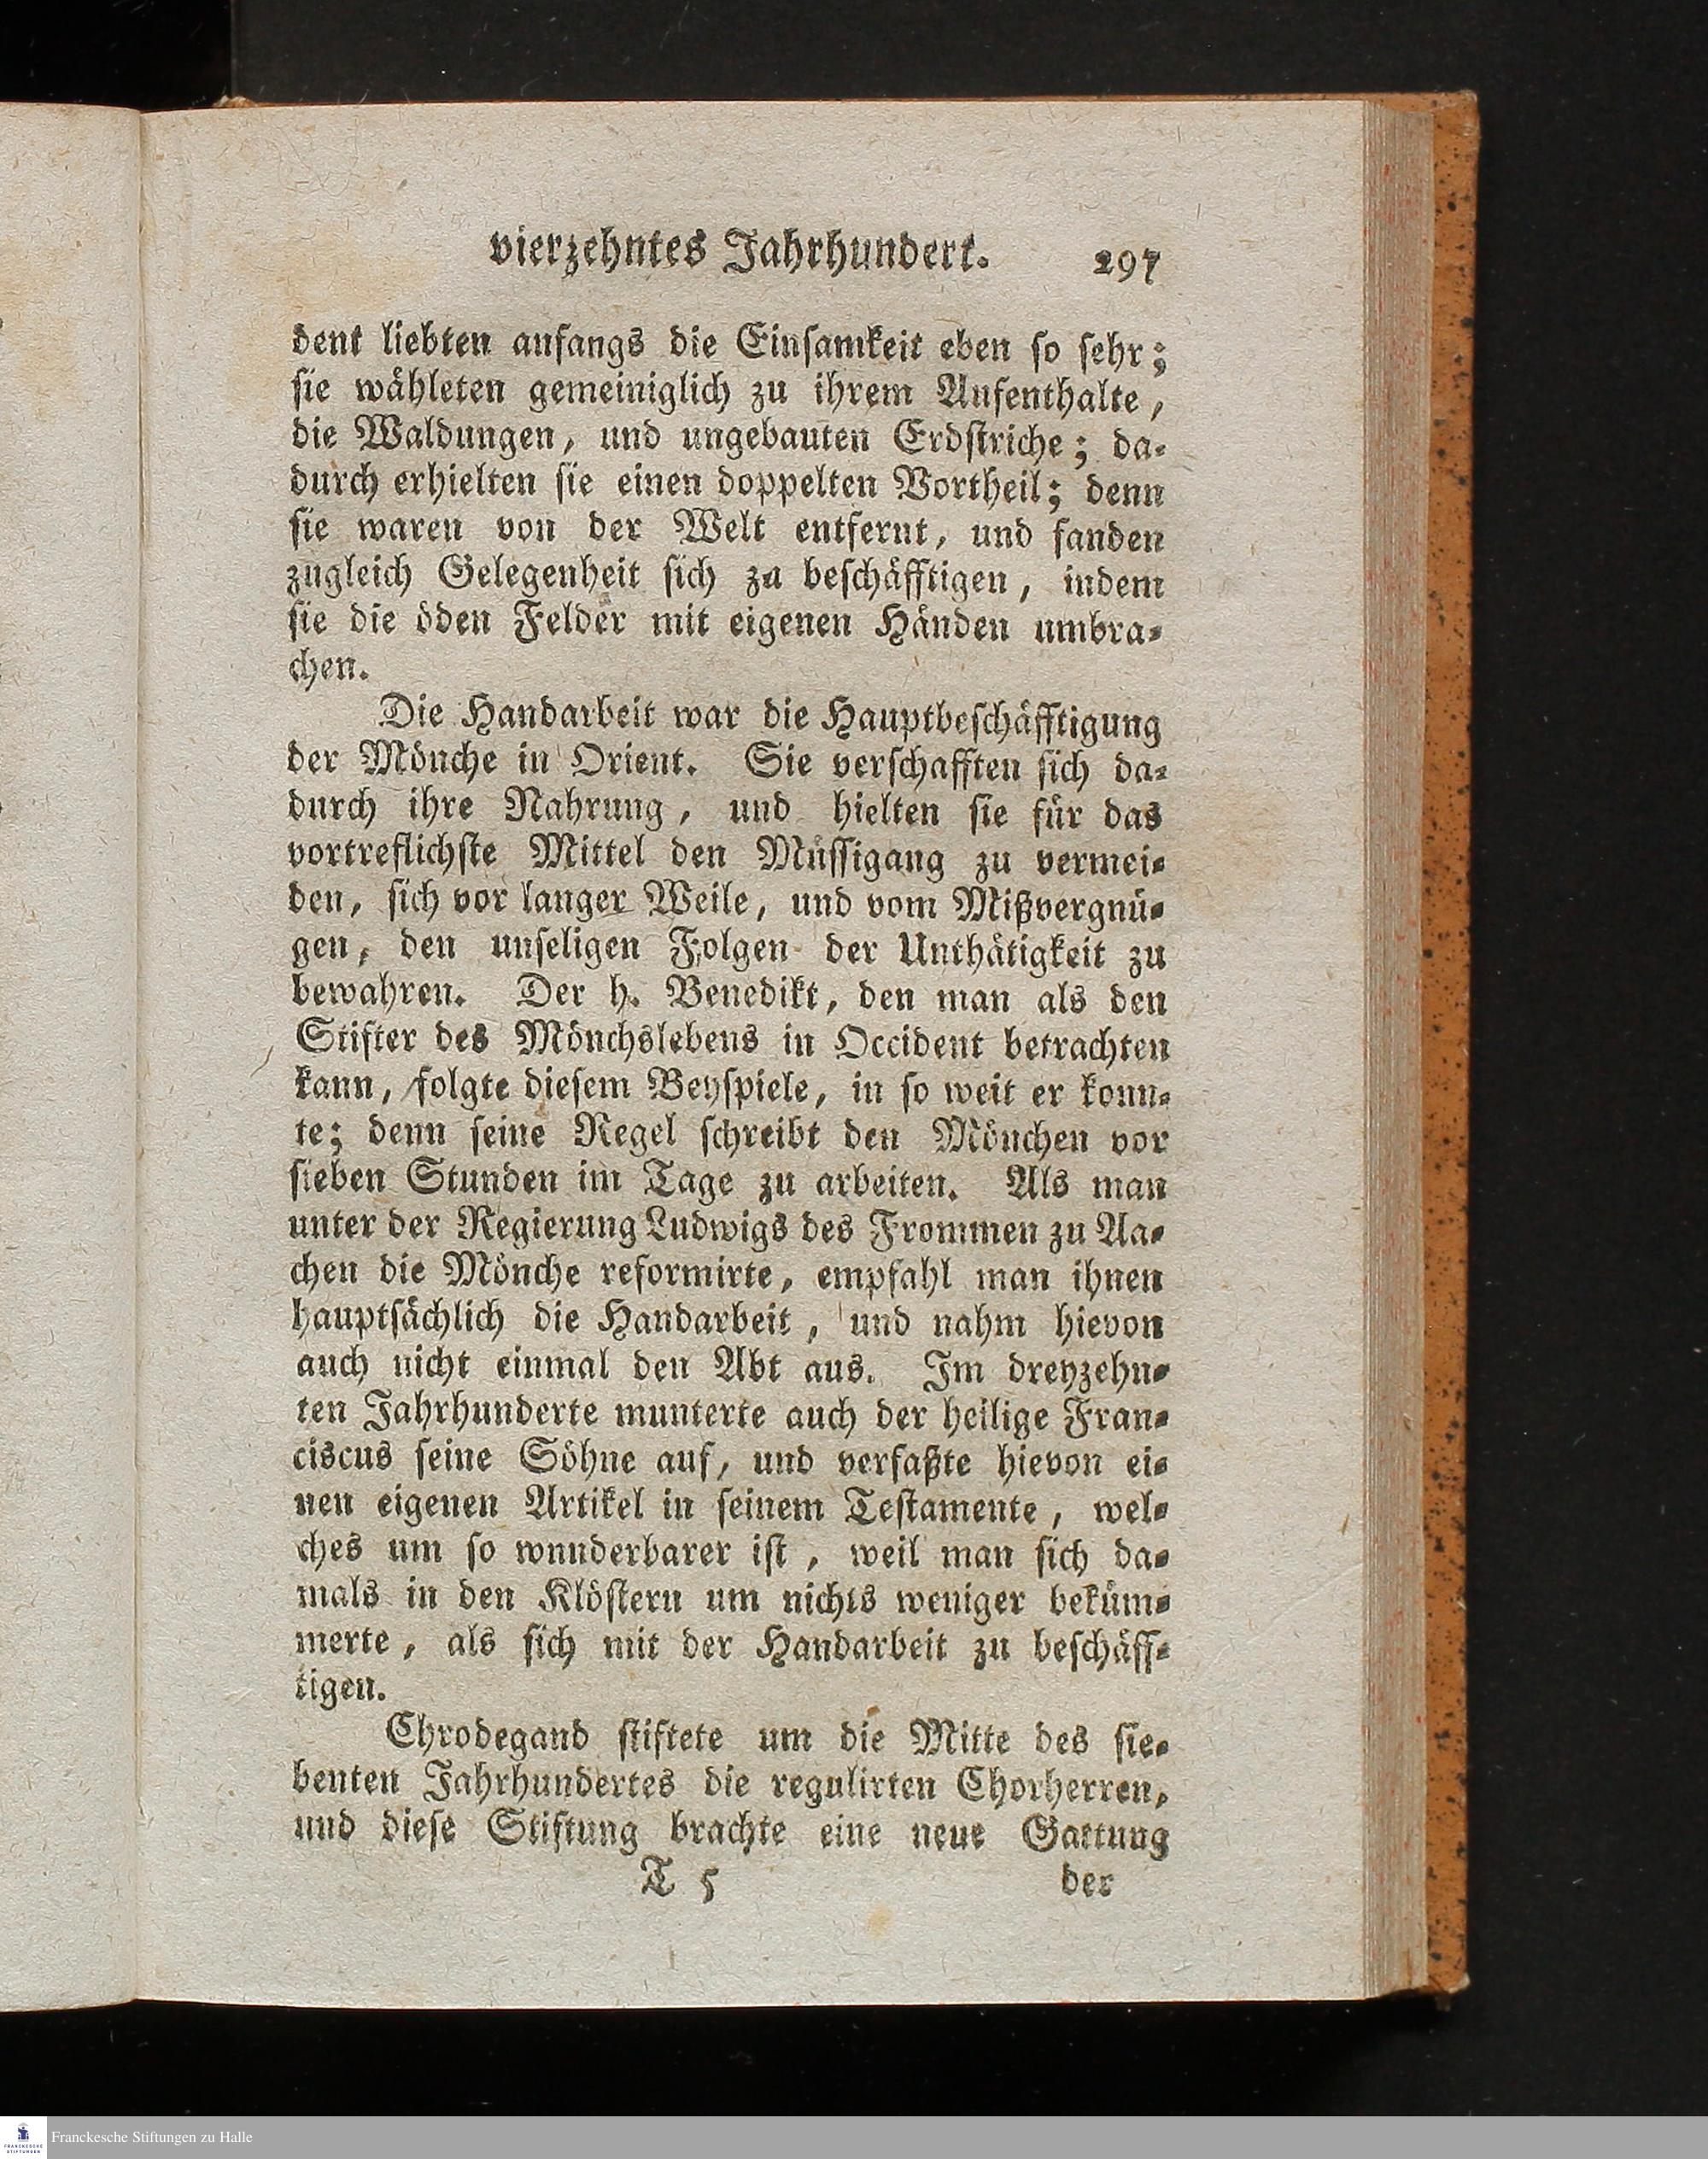 vierzehntes Jahrhundert. 297
dent liebten anfangs die Einsamkeit eben so sehr;
sie wähleten gemeiniglich zu ihrem Aufenthalte,
die Waldungen, und ungebauten Erdstriche; da-
durch erhielten sie einen doppelten Vortheil; denn
sie waren von der Welt entfernt, und fanden
zugleich Gelegenheit sich zu beschäfftigen, indem
sie die öden Felder mit eigenen Händen umbra-
chen.
Die Handarbeit war die Hauptbeschäfftigung
der Mönche in Orient. Sie verschafften sich da-
durch ihre Nahrung, und hielten sie für das
vortreflichste Mittel den Müssigang zu vermei-
den, sich vor langer Weile, und vom Mißvergnü-
gen, den unseligen Folgen der Unthätigkeit zu
bewahren. Der h. Benedikt, den man als den
Stifter des Mönchslebens in Occident betrachten
kann, folgte diesem Beyspiele, in so weit er konn-
te; denn seine Regel schreibt den Mönchen vor
sieben Stunden im Tage zu arbeiten. Als man
unter der Regierung Ludwigs des Frommen zu Aa-
chen die Mönche reformirte, empfahl man ihnen
hauptsächlich die Handarbeit, und nahm hievon
auch nicht einmal den Abt aus. Im dreyzehn-
ten Jahrhunderte munterte auch der heilige Fran-
ciscus seine Söhne auf, und verfaßte hievon ei-
nen eigenen Artikel in seinem Testamente, wel-
ches um so wnnderbarer ist, weil man sich da-
mals in den Klöstern um nichts weniger beküm-
merte, als sich mit der Handarbeit zu beschäff-
tigen.
Chrodegand stiftete um die Mitte des sie-
benten Jahrhundertes die regulirten Chorherren,
und diese Stiftung brachte eine neue Gattung
T 5 der
Franckesche Stiftungen zu Halle
FRANCKESCHE
STIFTUNGEN